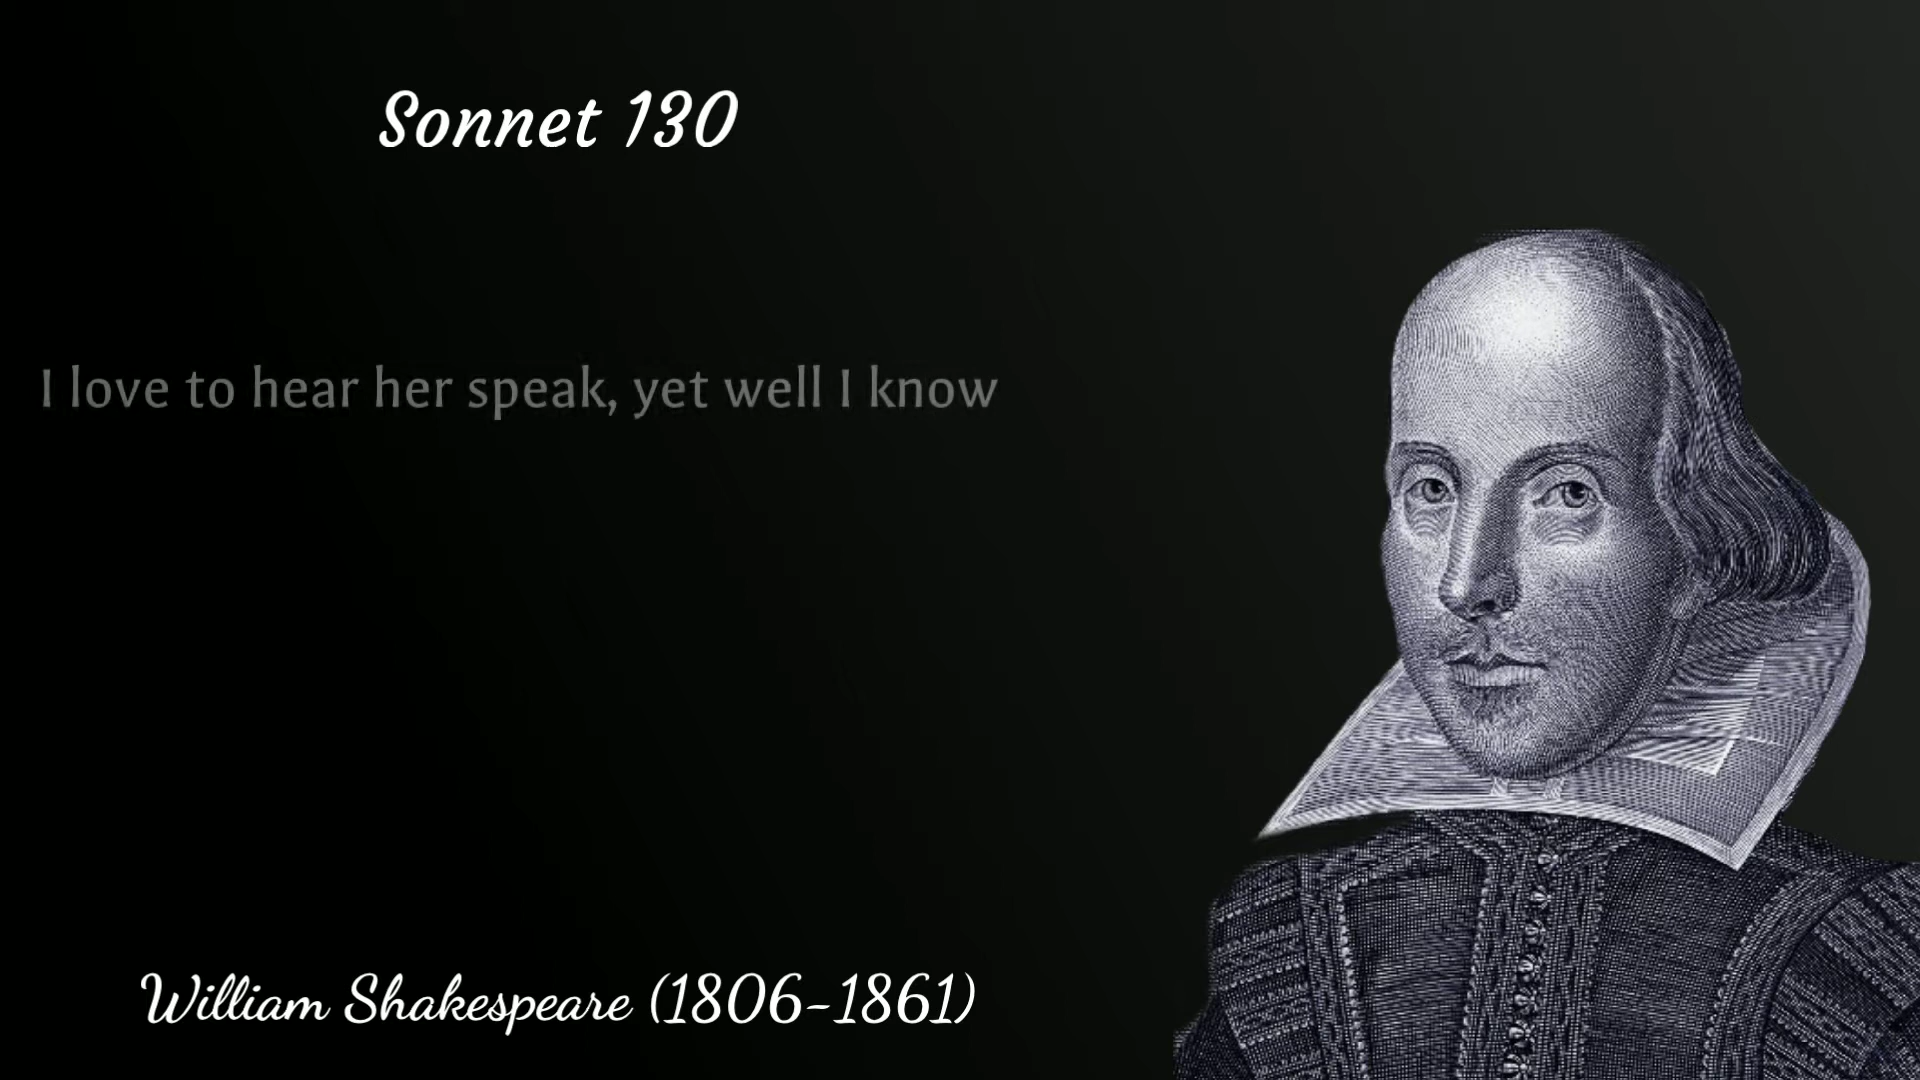 Sonnet 130
I love to hear her speak, yet well I know
William Shakespeare (1806-1861)